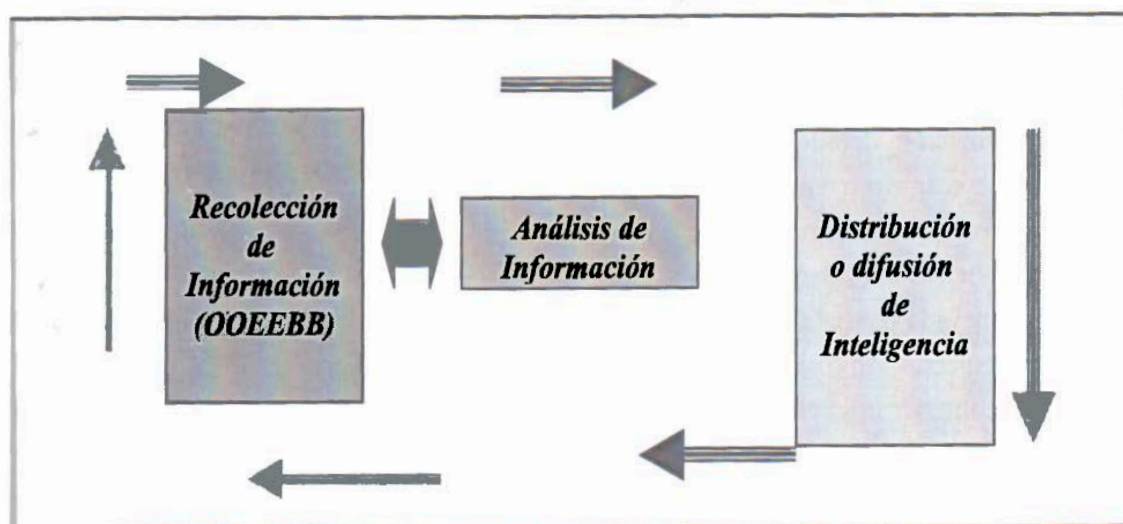 Recolección
de
Información
(OOEEBB)
Análisis de
Información
Distribución
o difusión
de
Inteligencia